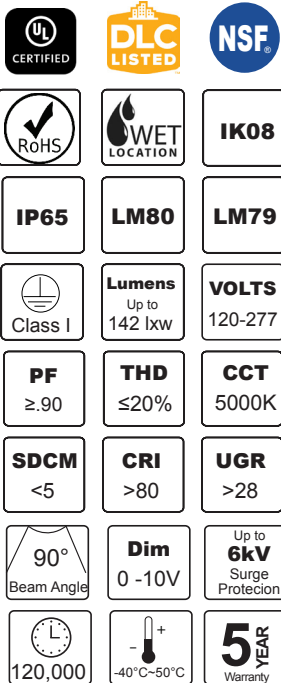 UL
CERTIFIED
DLC
LISTED
NSF®
RoHS
WET
LOCATION
IK08
IP65
LM80
LM79
Class I
Lumens
Up to
142 lxw
VOLTS
120-277
PF
≥.90
THD
≤20%
CCT
5000K
SDCM
<5
CRI
>80
UGR
>28
90°
Beam Angle
Dim
0 -10V
Up to
6kV
Surge
Protecion
120,000
- +
-40°C~50°C
5 YEAR
Warranty